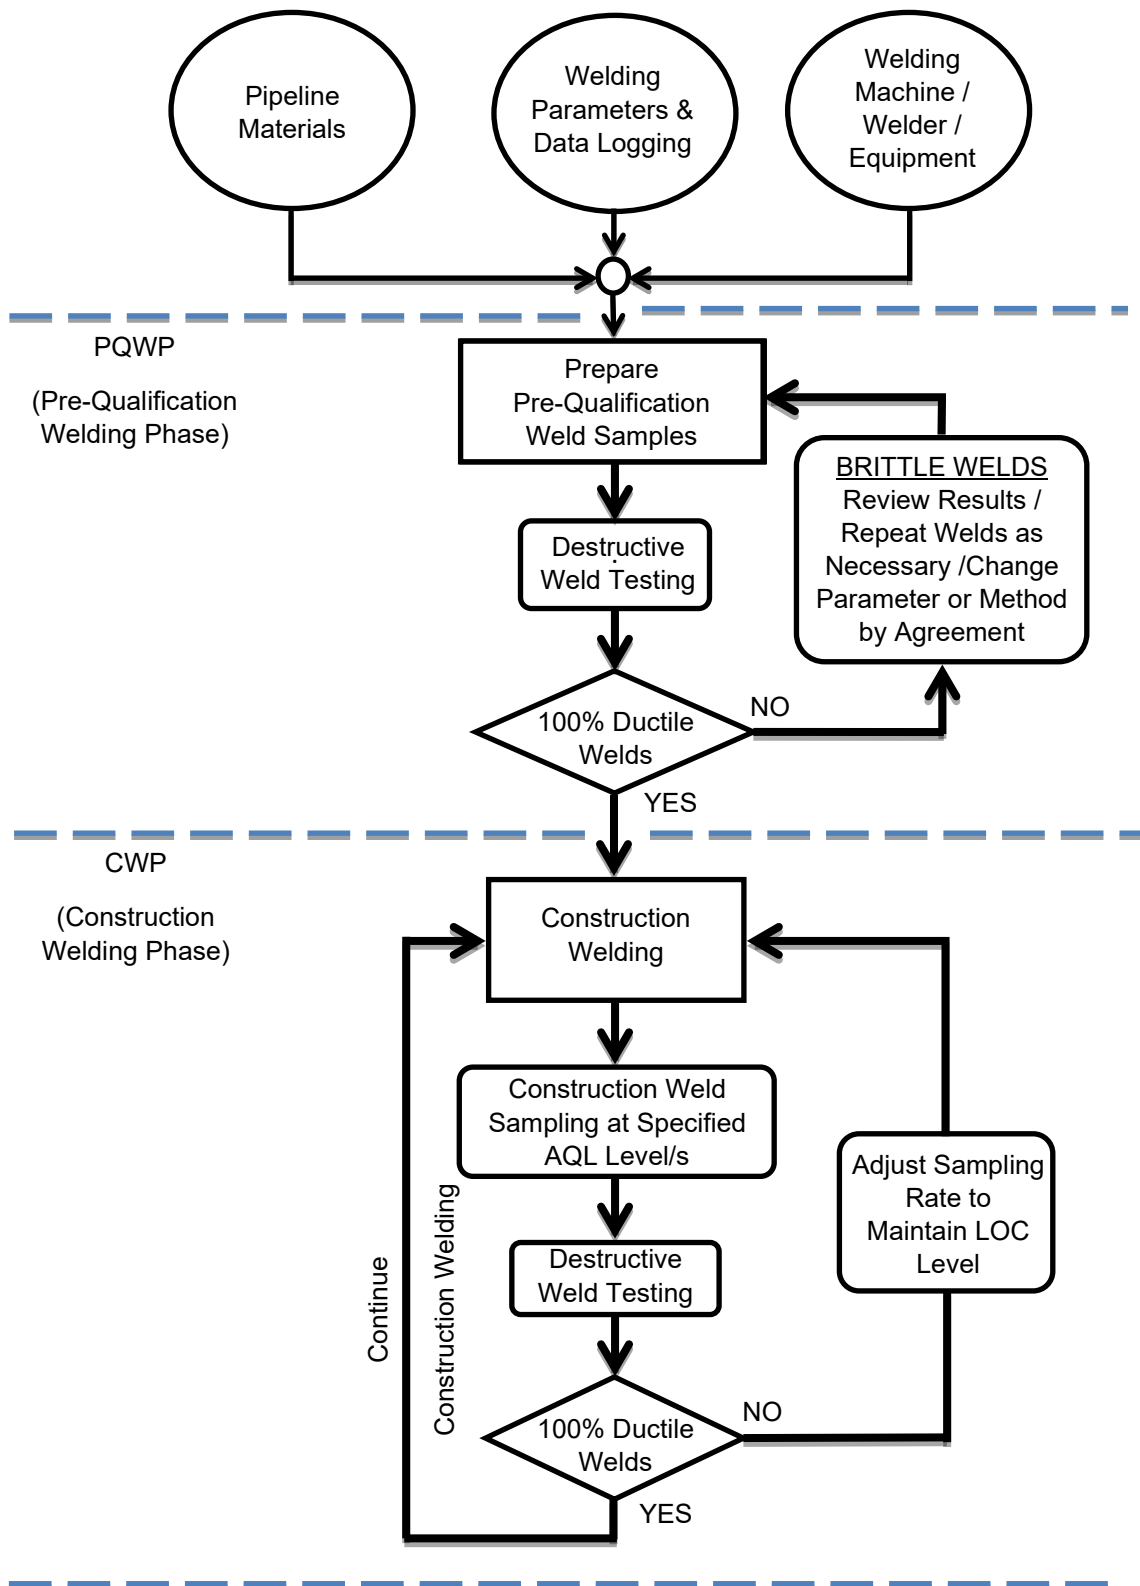 Pipeline
Materials
Welding
Parameters &
Data Logging
Welding
Machine /
Welder /
Equipment
PQWP
(Pre-Qualification
Welding Phase)
Prepare
Pre-Qualification
Weld Samples
BRITTLE WELDS
Review Results /
Repeat Welds as
Necessary /Change
Parameter or Method
by Agreement
Destructive
Weld Testing
100% Ductile
Welds
NO
YES
CWP
(Construction
Welding Phase)
Construction
Welding
Construction Weld
Sampling at Specified
AQL Level/s
Adjust Sampling
Rate to
Maintain LOC
Level
Continue
Construction Welding
Destructive
Weld Testing
100% Ductile
Welds
NO
YES